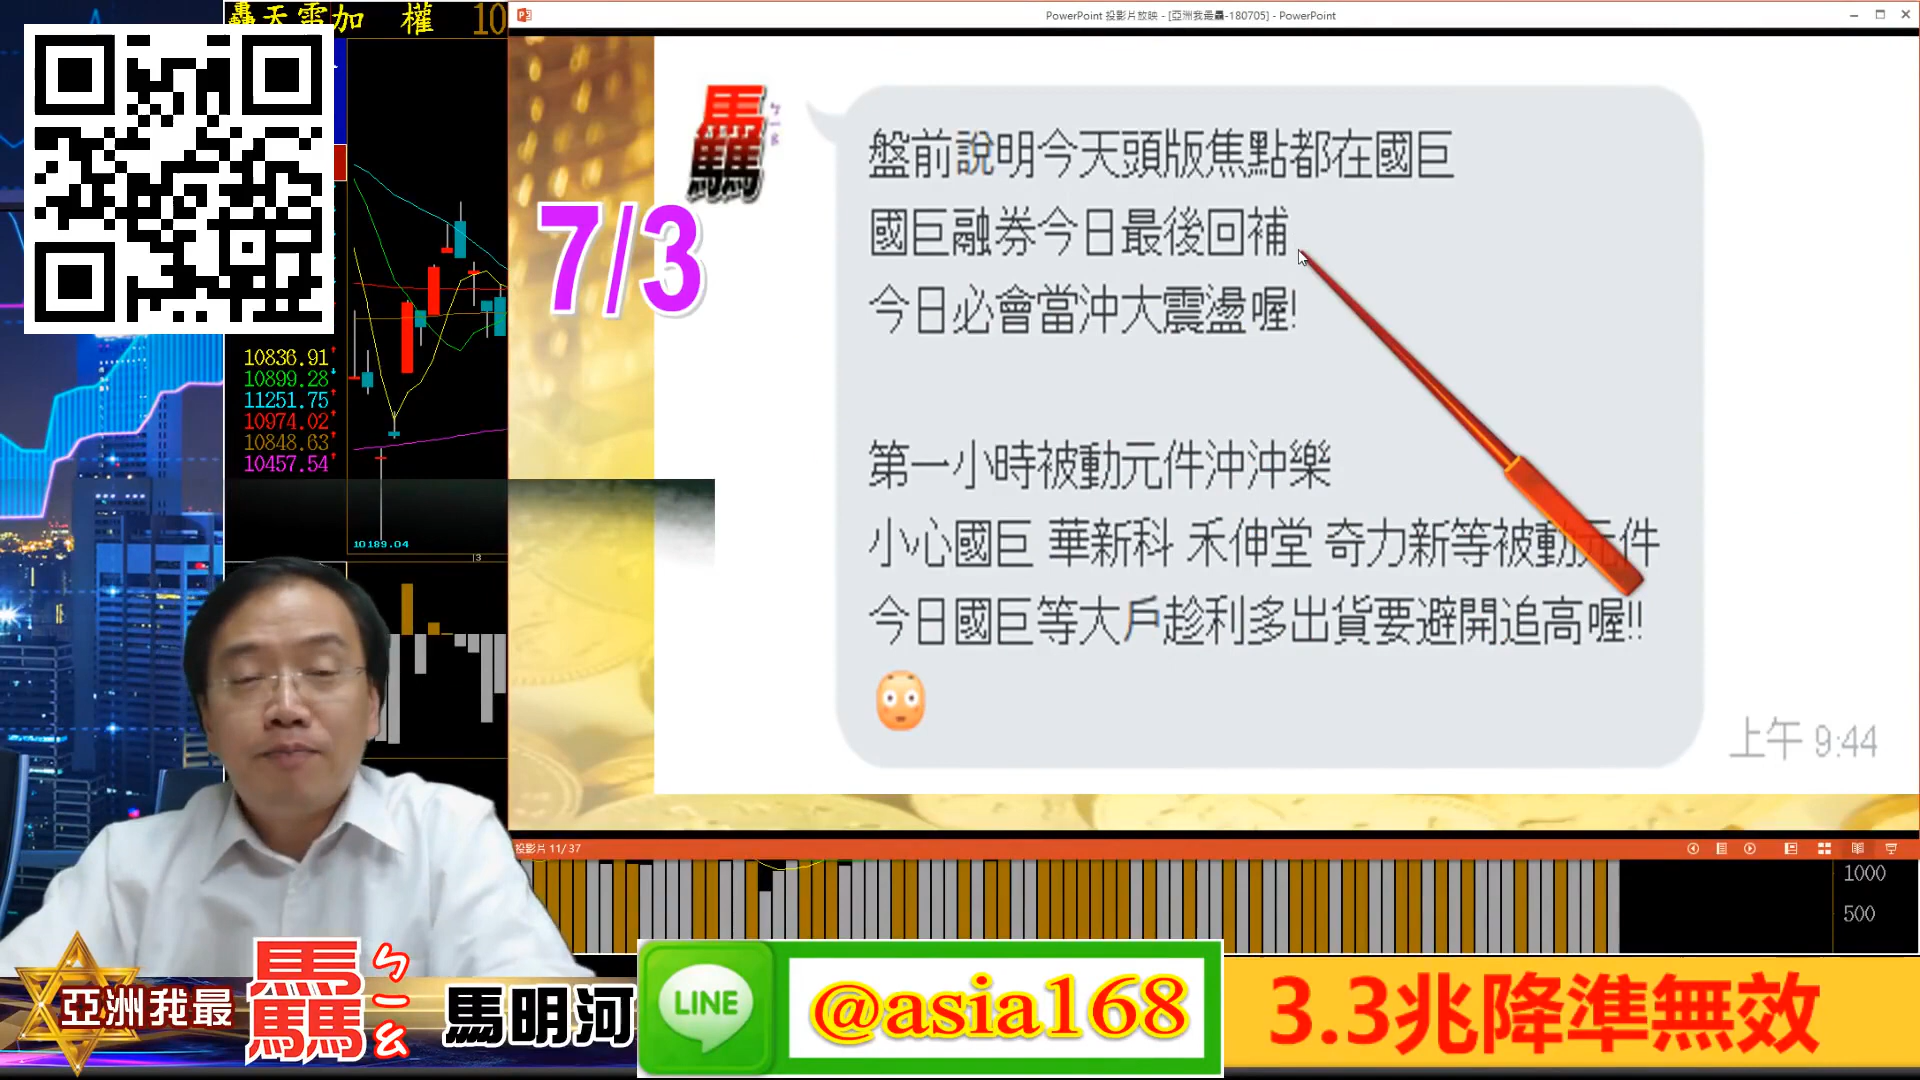 轟天雷加 權 10
PowerPoint 投影片放映 - [亞洲我最驫-180705] - PowerPoint
驫
ㄅㄧㄠ
7/3
盤前說明今天頭版焦點都在國巨
國巨融券今日最後回補
今日必會當沖大震盪喔!
第一小時被動元件沖沖樂
小心國巨 華新科 禾伸堂 奇力新等被動元件
今日國巨等大戶趁利多出貨要避開追高喔!!
上午 9:44
10836.91
10899.28
11251.75
10974.02
10848.63
10457.54
10189.04
3
投影片 11/37
1000
500
亞洲我最
驫
ㄅㄧㄠ
馬明河
LINE
@asia168
3.3兆降準無效